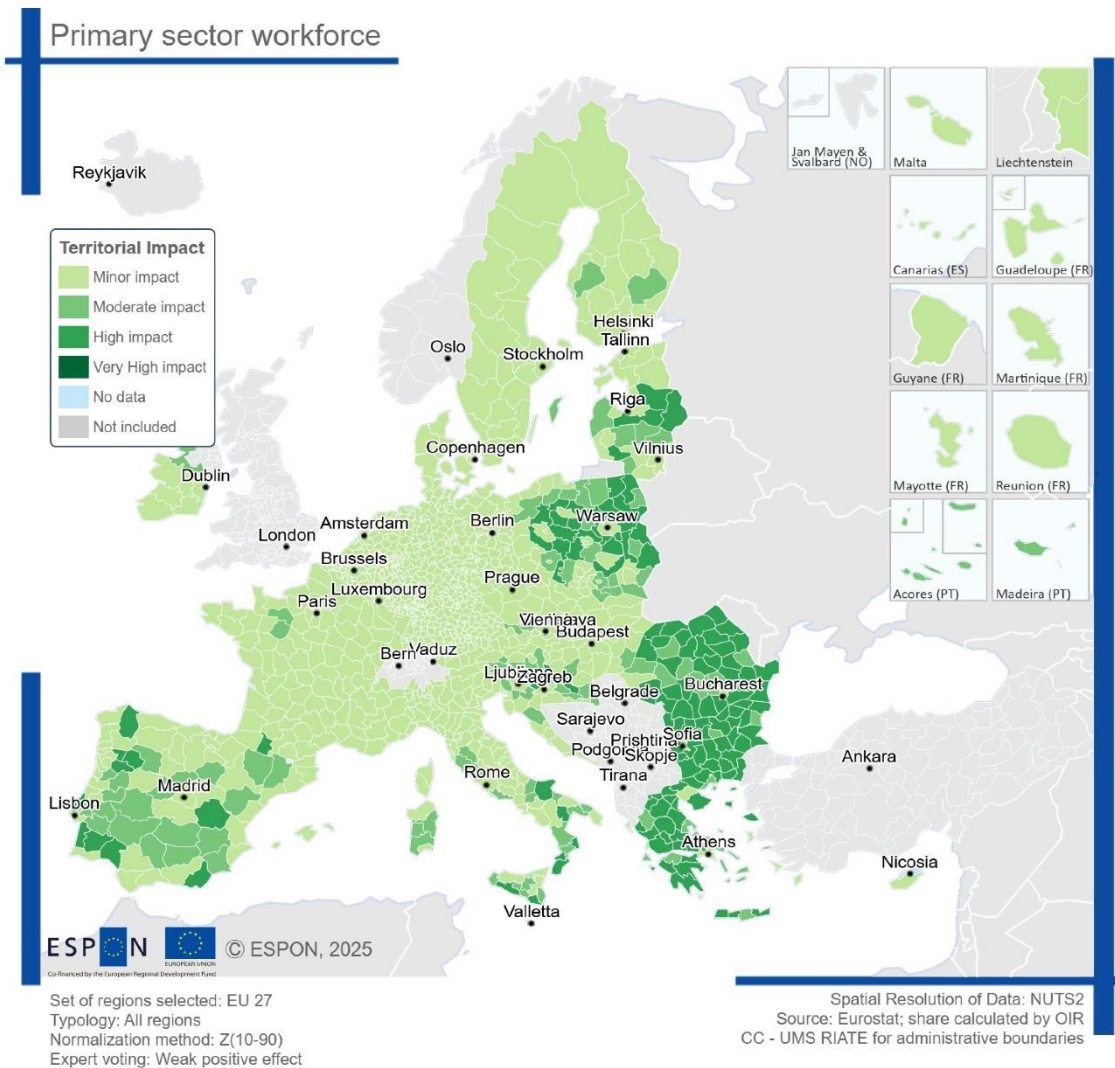 Primary sector workforce
Reykjavik
Territorial Impact
Minor impact
Moderate impact
High impact
Very High impact
No data
Not included
Jan Mayen &
Svalbard (NO)
Malta
Liechtenstein
Canarias (ES)
Guadeloupe (FR)
Guyane (FR)
Martinique (FR)
Mayotte (FR)
Reunion (FR)
Acores (PT)
Madeira (PT)
Helsinki
Tallinn
Oslo
Stockholm
Riga
Copenhagen
Vilnius
Dublin
Amsterdam
Berlin
Warsaw
London
Brussels
Prague
Luxembourg
Paris
Budapest
Bern
Vaduz
Zagreb
Belgrade
Bucharest
Sarajevo
Prishtina
Sofia
Skopje
Tirana
Rome
Madrid
Lisbon
Ankara
Athens
Nicosia
Valletta
ESPON
EUROPEAN UNION
© ESPON, 2025
Co-financed by the European Regional Development Fund
Set of regions selected: EU 27
Typology: All regions
Normalization method: Z(10-90)
Expert voting: Weak positive effect
Spatial Resolution of Data: NUTS2
Source: Eurostat; share calculated by OIR
CC - UMS RIATE for administrative boundaries